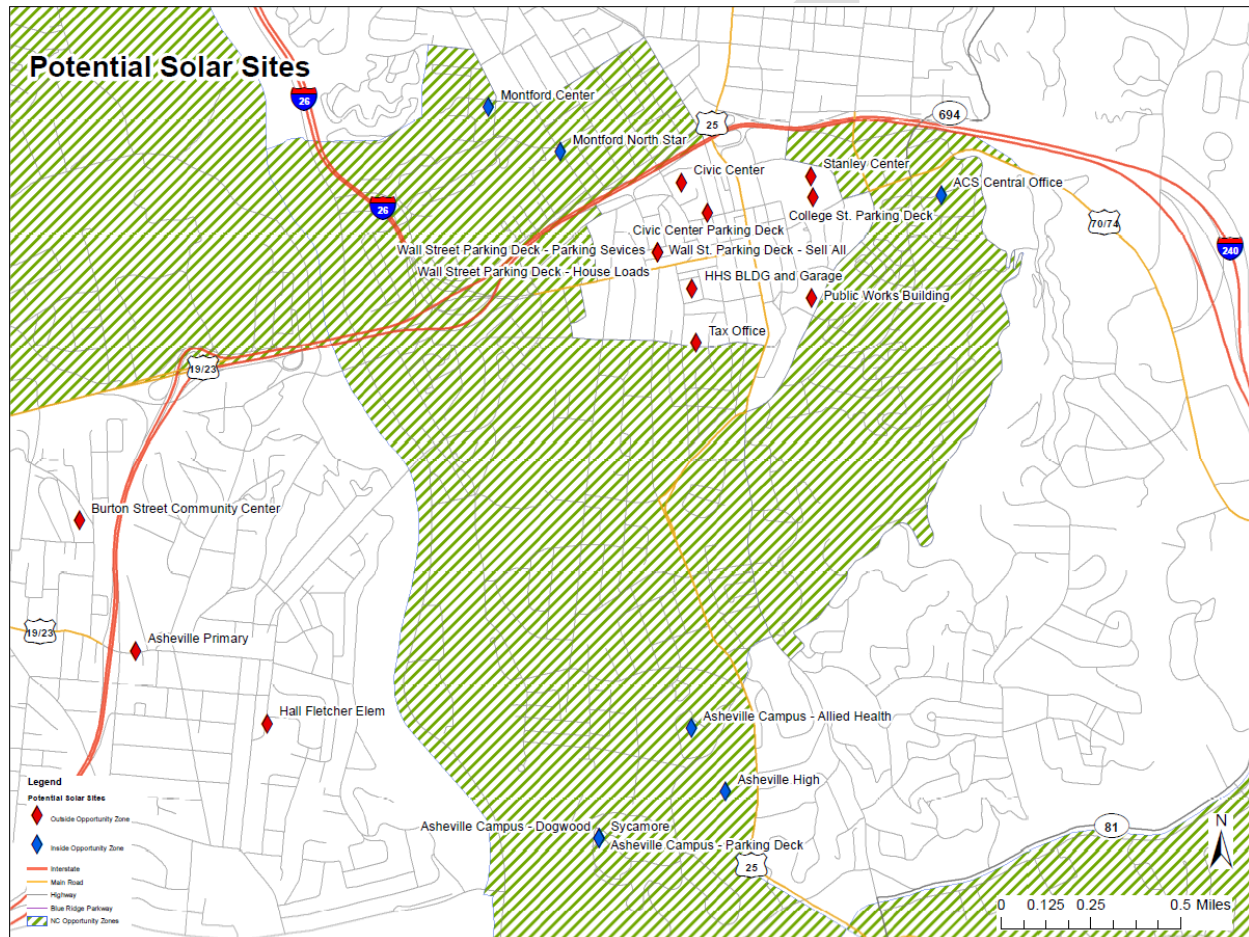 Potential Solar Sites
26
Montford Center
694
25
Montford North Star
Civic Center
Stanley Center
ACS Central Office
26
College St. Parking Deck
70/74
Civic Center Parking Deck
240
Wall Street Parking Deck - Parking Sevices
Wall St. Parking Deck - Sell All
Wall Street Parking Deck - House Loads
HHS BLDG and Garage
Public Works Building
Tax Office
19/23
Burton Street Community Center
19/23
Asheville Primary
Hall Fletcher Elem
Asheville Campus - Allied Health
Asheville High
Asheville Campus - Dogwood
Sycamore
Asheville Campus - Parking Deck
81
25
N
0 0.125 0.25 0.5 Miles
Legend
Potential Solar Sites
Outside Opportunity Zone
Inside Opportunity Zone
Interstate
Main Road
Highway
Blue Ridge Parkway
NC Opportunity Zones